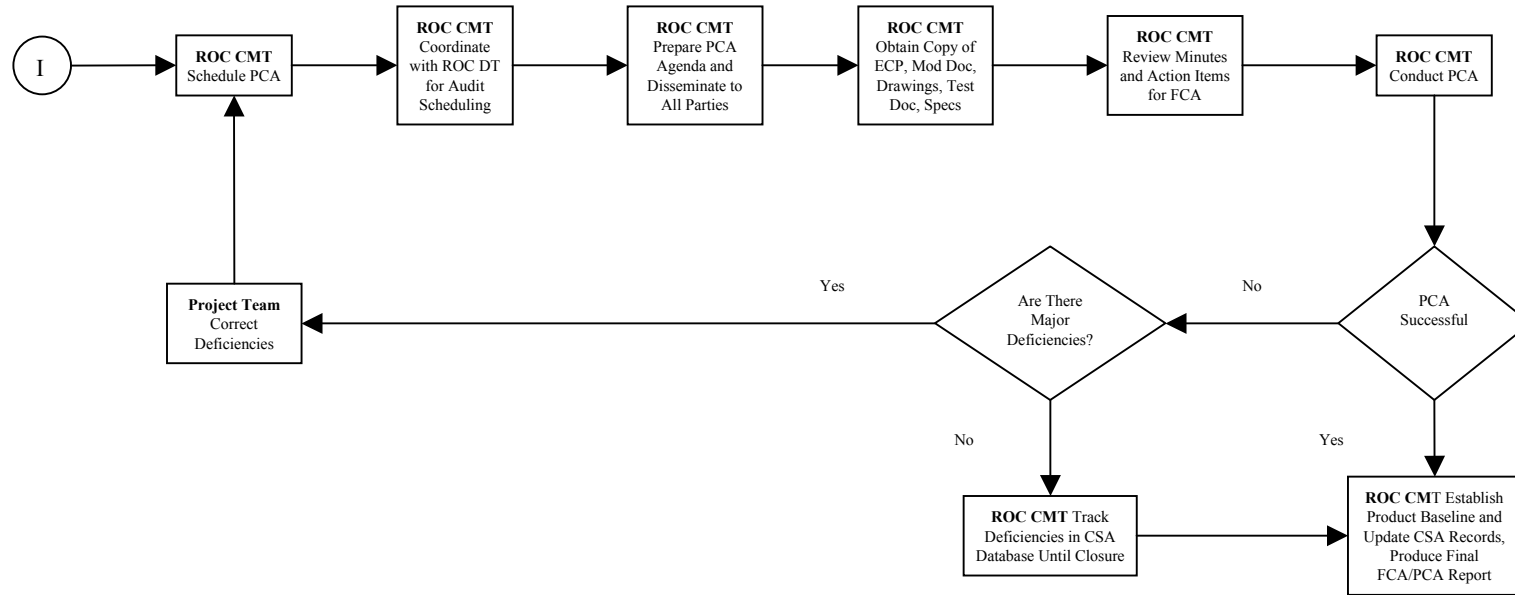 I
ROC CMT
Schedule PCA
ROC CMT
Coordinate
with ROC DT
for Audit
Scheduling
ROC CMT
Prepare PCA
Agenda and
Disseminate to
All Parties
ROC CMT
Obtain Copy of
ECP, Mod Doc,
Drawings, Test
Doc, Specs
ROC CMT
Review Minutes
and Action Items
for FCA
ROC CMT
Conduct PCA
Project Team
Correct
Deficiencies
Yes
Are There
Major
Deficiencies?
No
PCA
Successful
No
Yes
ROC CMT Track
Deficiencies in CSA
Database Until Closure
ROC CMT Establish
Product Baseline and
Update CSA Records,
Produce Final
FCA/PCA Report